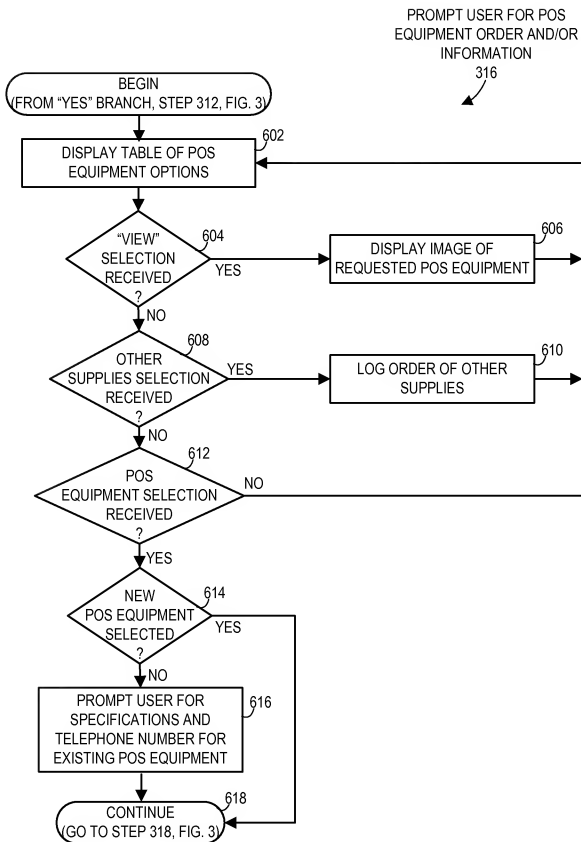 PROMPT USER FOR POS
EQUIPMENT ORDER AND/OR
INFORMATION
316
BEGIN
(FROM “YES” BRANCH, STEP 312, FIG. 3)
602
DISPLAY TABLE OF POS
EQUIPMENT OPTIONS
“VIEW”
SELECTION
RECEIVED
?
604
YES
NO
606
DISPLAY IMAGE OF
REQUESTED POS EQUIPMENT
608
OTHER
SUPPLIES SELECTION
RECEIVED
?
YES
NO
610
LOG ORDER OF OTHER
SUPPLIES
612
POS
EQUIPMENT SELECTION
RECEIVED
?
NO
YES
614
NEW
POS EQUIPMENT
SELECTED
?
YES
NO
PROMPT USER FOR
SPECIFICATIONS AND
TELEPHONE NUMBER FOR
EXISTING POS EQUIPMENT
616
618
CONTINUE
(GO TO STEP 318, FIG. 3)